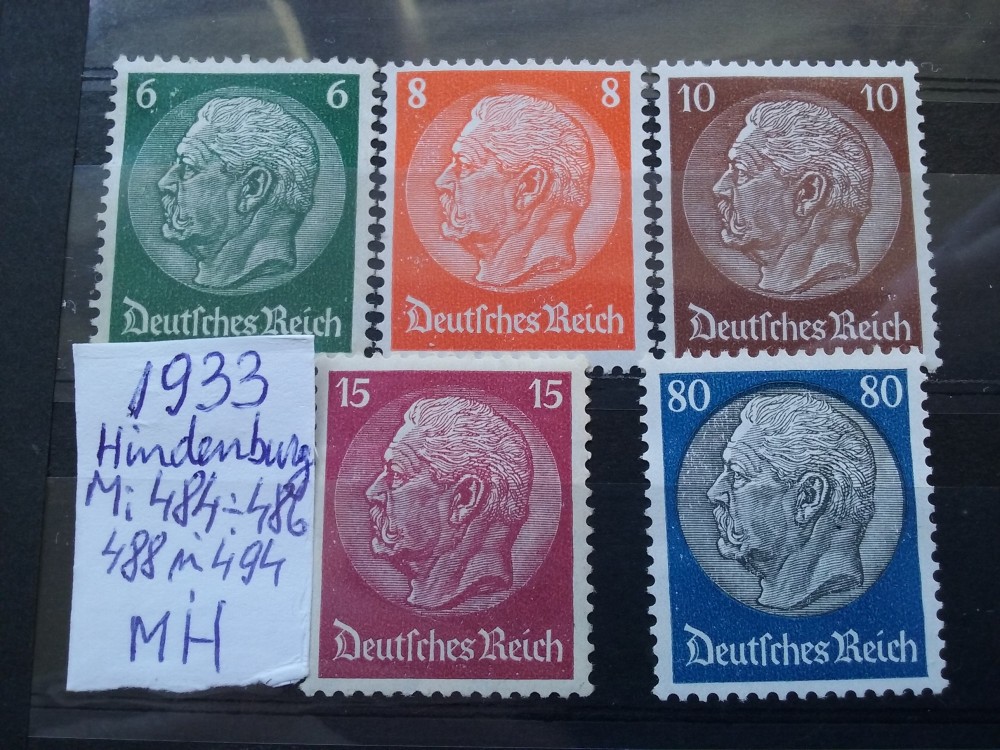 6 6
8 8
10 10
Deutſches Reich
Deutſches Reich
Deutſches Reich
1933
Hindenburg
M: 484÷486
488 й 494
MH
15 15
80 80
Deutſches Reich
Deutſches Reich